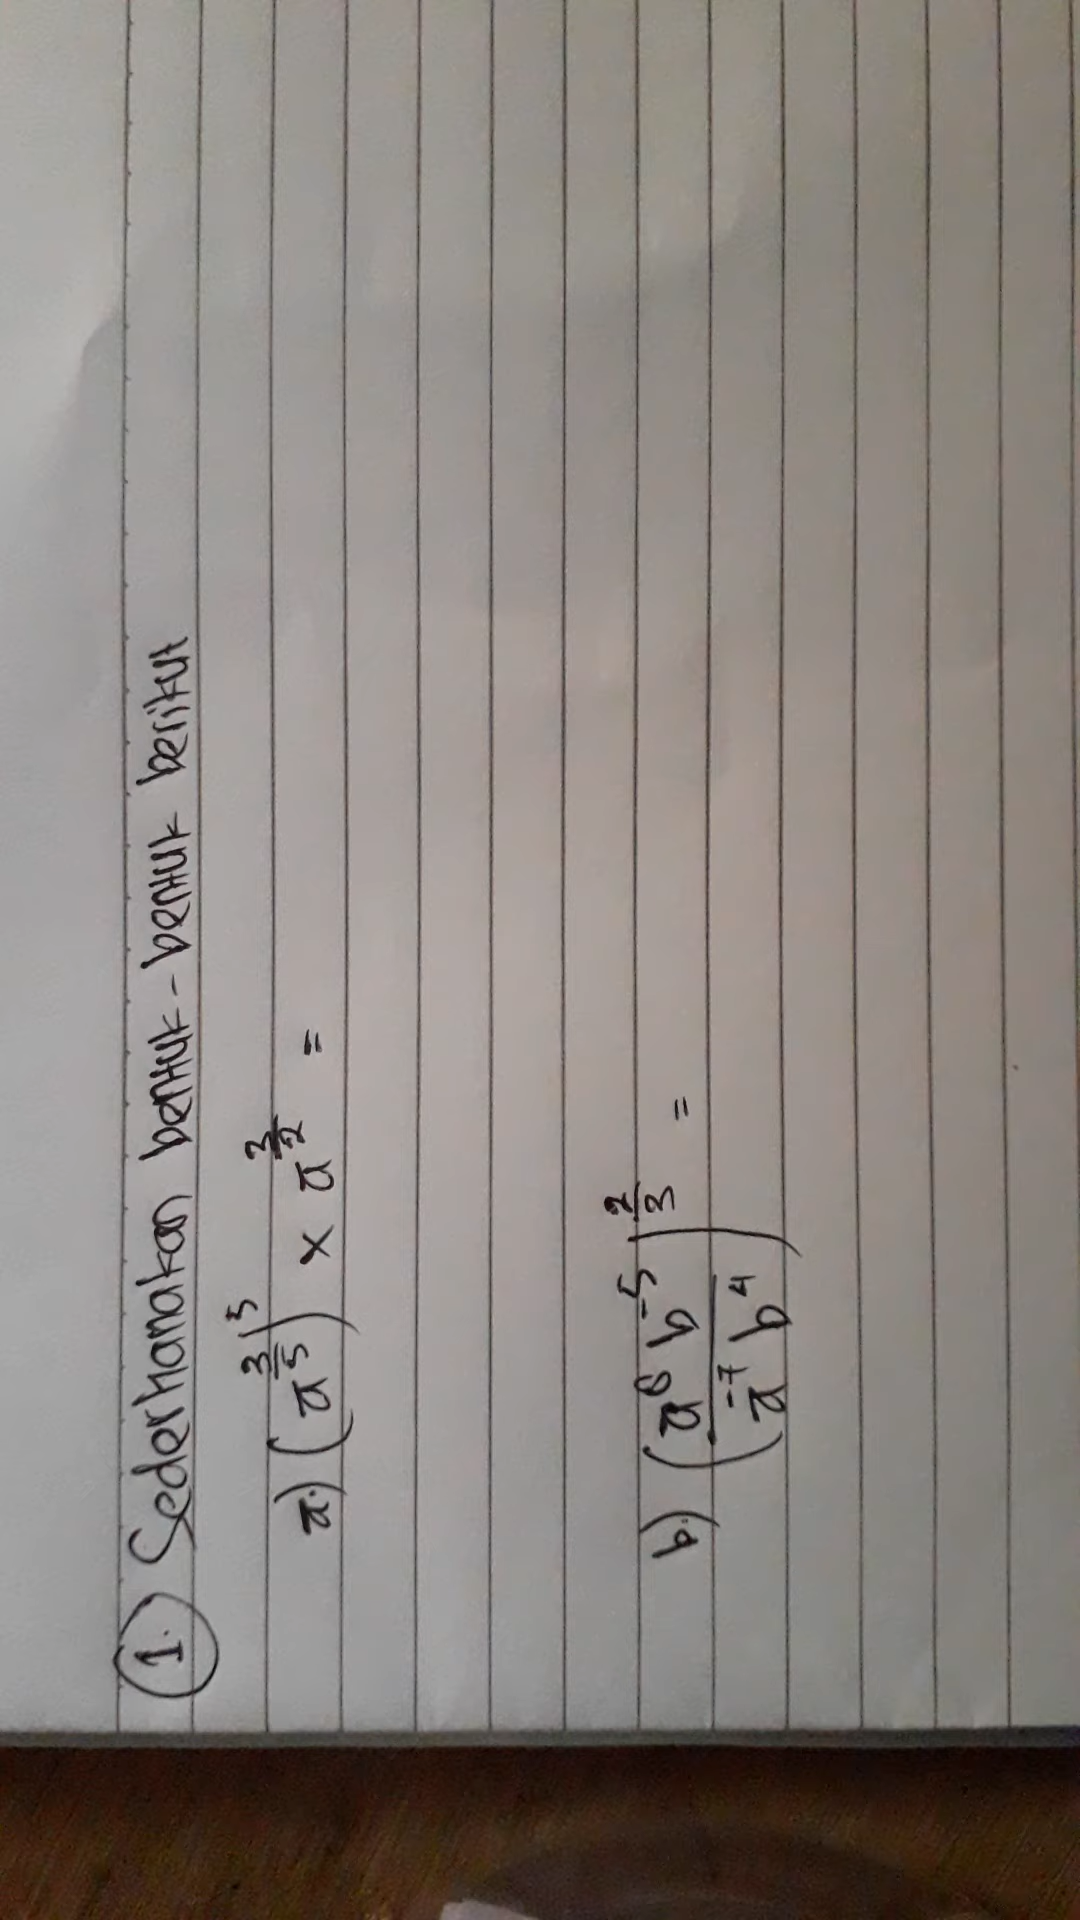 1. Sederhanakan bentuk-bentuk berikut
a.) (a^(3/5))^5 × a^(3/2) =
b.) (a^8 b^-5 / a^-7 b^4)^(2/3) =